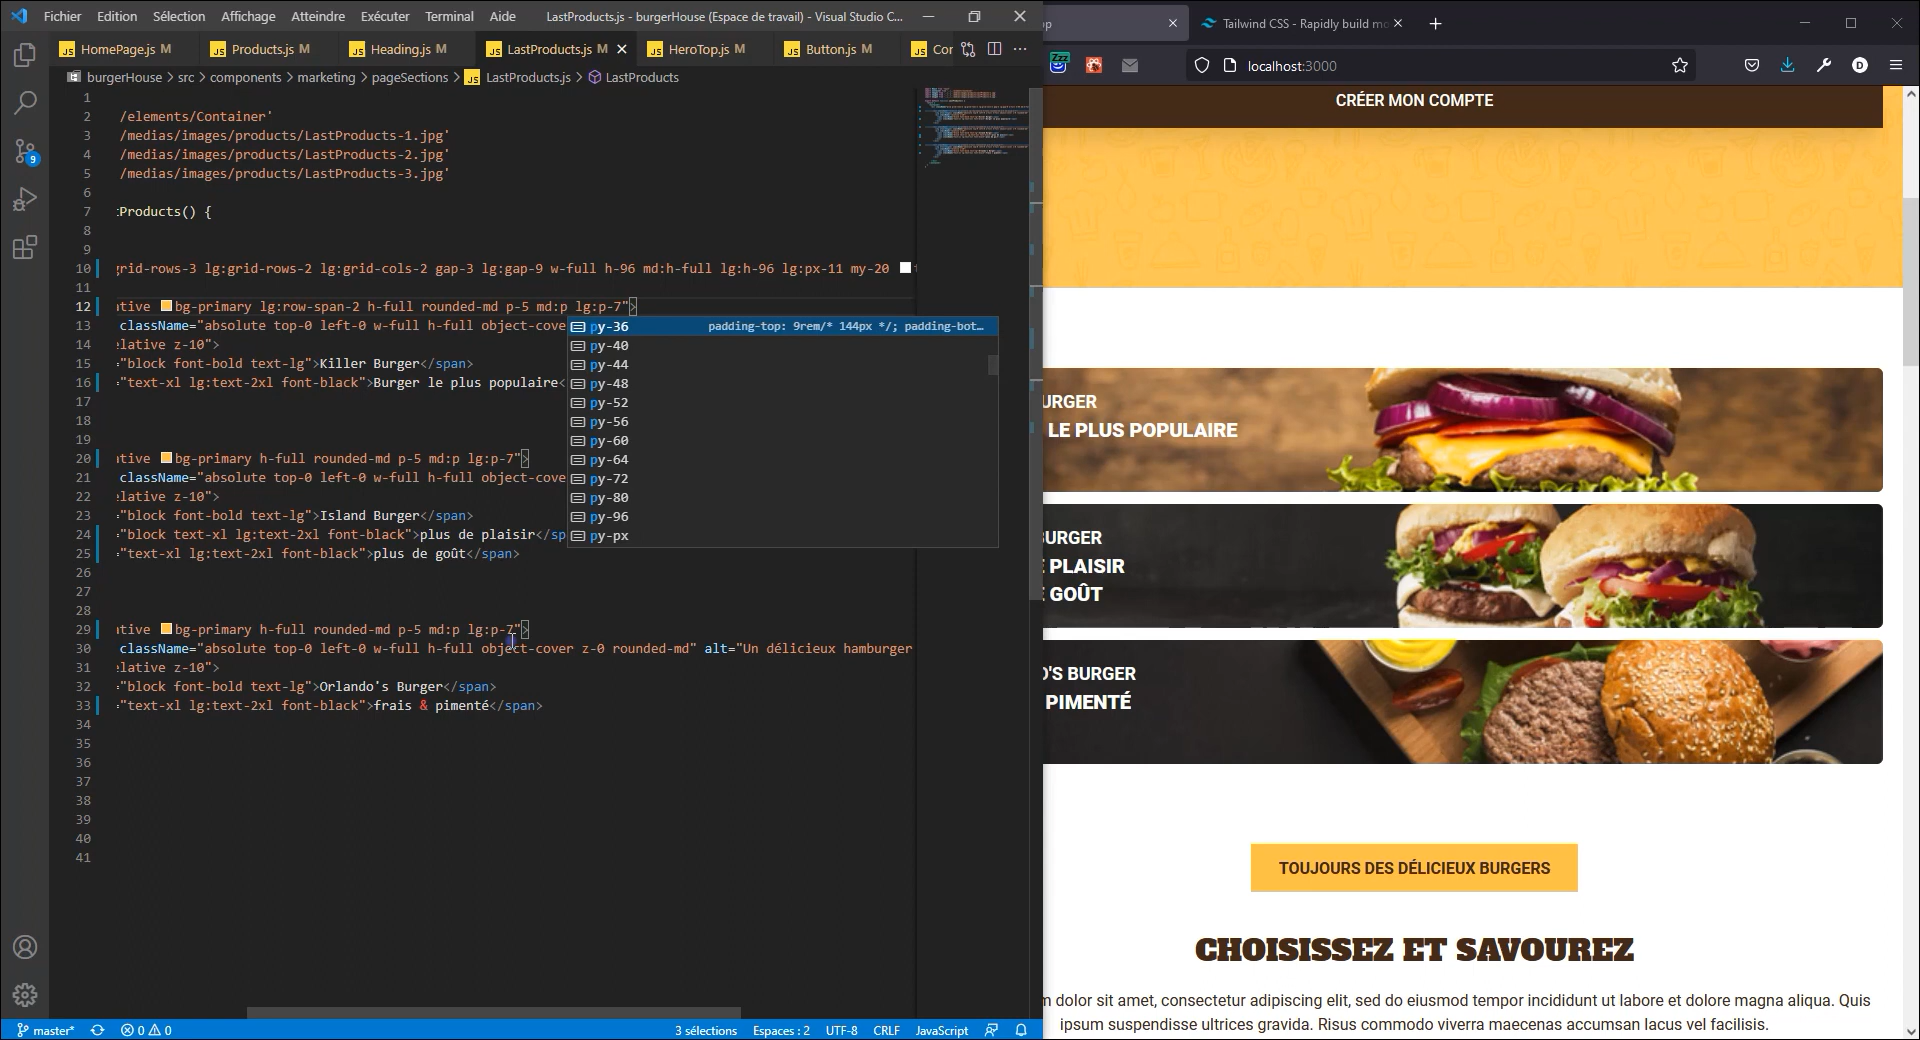 Fichier Edition Sélection Affichage Atteindre Exécuter Terminal Aide LastProducts.js - burgerHouse (Espace de travail) - Visual Studio C...
HomePage.js M Products.js M Heading.js M LastProducts.js M HeroTop.js M Button.js M Cor
burgerHouse > src > components > marketing > pageSections > LastProducts.js > LastProducts
1
2 /elements/Container'
3 /medias/images/products/LastProducts-1.jpg'
4 /medias/images/products/LastProducts-2.jpg'
5 /medias/images/products/LastProducts-3.jpg'
6
7 tProducts() {
8
9
10 grid-rows-3 lg:grid-rows-2 lg:grid-cols-2 gap-3 lg:gap-9 w-full h-96 md:h-full lg:h-96 lg:px-11 my-20
11
12 ative bg-primary lg:row-span-2 h-full rounded-md p-5 md:p lg:p-7">
13 className="absolute top-0 left-0 w-full h-full object-cove
14 elative z-10">
15 ="block font-bold text-lg">Killer Burger</span>
16 ="text-xl lg:text-2xl font-black">Burger le plus populaire<
17
18
19
20 ative bg-primary h-full rounded-md p-5 md:p lg:p-7">
21 className="absolute top-0 left-0 w-full h-full object-cove
22 elative z-10">
23 ="block font-bold text-lg">Island Burger</span>
24 ="block text-xl lg:text-2xl font-black">plus de plaisir</sp
25 ="text-xl lg:text-2xl font-black">plus de goût</span>
26
27
28
29 ative bg-primary h-full rounded-md p-5 md:p lg:p-7">
30 className="absolute top-0 left-0 w-full h-full object-cover z-0 rounded-md" alt="Un délicieux hamburger
31 elative z-10">
32 ="block font-bold text-lg">Orlando's Burger</span>
33 ="text-xl lg:text-2xl font-black">frais & pimenté</span>
34
35
36
37
38
39
40
41
py-36 padding-top: 9rem/* 144px */; padding-bot...
py-40
py-44
py-48
py-52
py-56
py-60
py-64
py-72
py-80
py-96
py-px
9
master* 0 0 3 sélections Espaces : 2 UTF-8 CRLF JavaScript
op Tailwind CSS - Rapidly build mo
localhost:3000
CRÉER MON COMPTE
URGER
LE PLUS POPULAIRE
BURGER
E PLAISIR
E GOÛT
O'S BURGER
PIMENTÉ
TOUJOURS DES DÉLICIEUX BURGERS
CHOISISSEZ ET SAVOUREZ
m dolor sit amet, consectetur adipiscing elit, sed do eiusmod tempor incididunt ut labore et dolore magna aliqua. Quis
ipsum suspendisse ultrices gravida. Risus commodo viverra maecenas accumsan lacus vel facilisis.